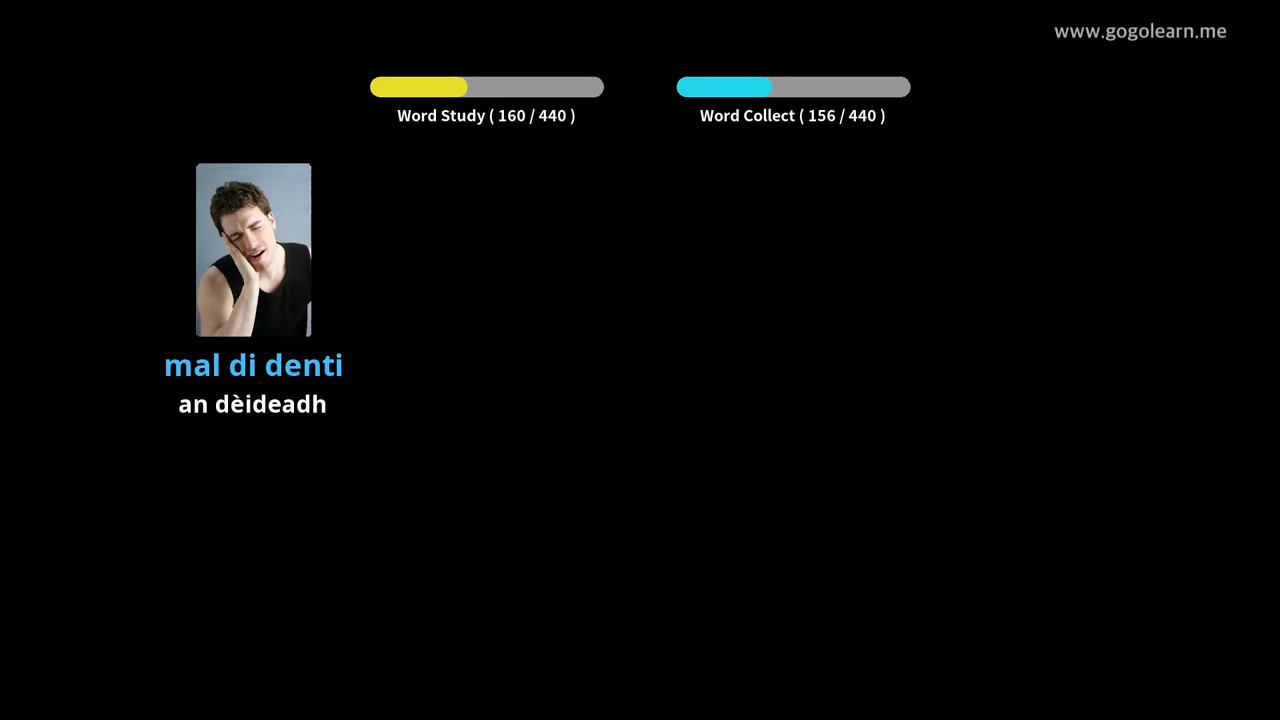 www.gogolearn.me
Word Study ( 160 / 440 )
Word Collect ( 156 / 440 )
mal di denti
an dèideadh